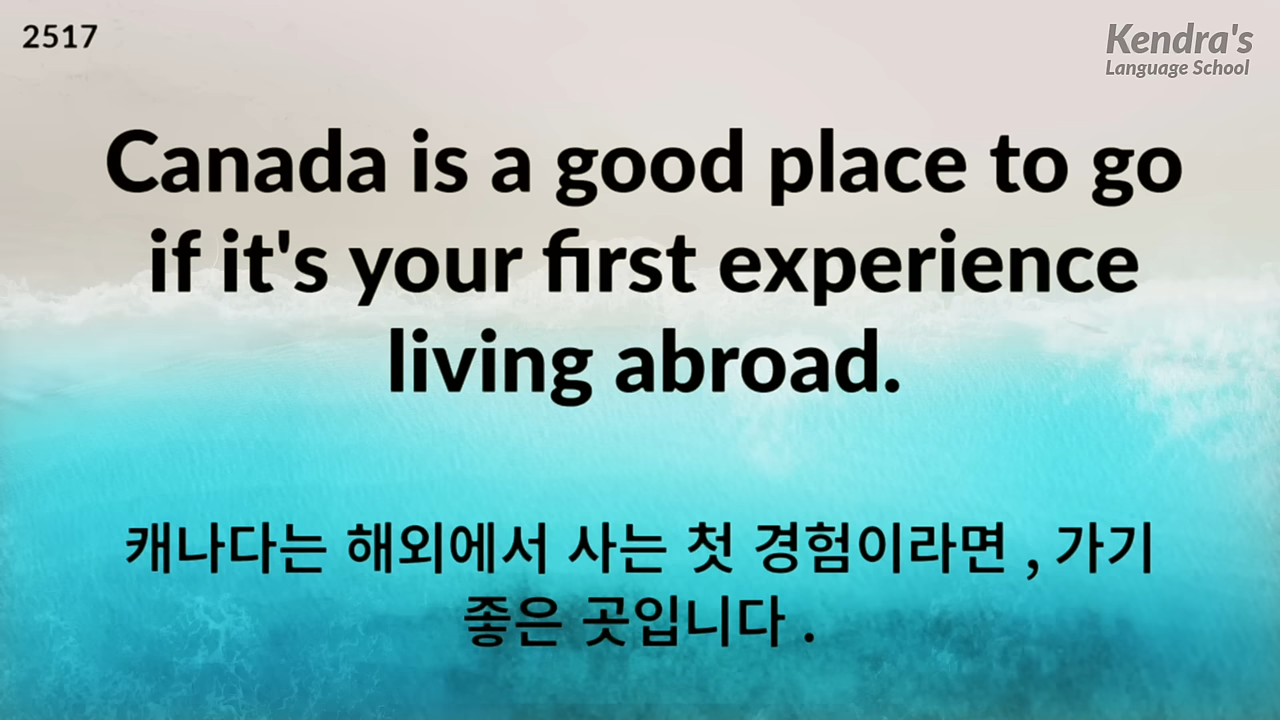 2517
Kendra's
Language School
Canada is a good place to go
if it's your first experience
living abroad.
캐나다는 해외에서 사는 첫 경험이라면 , 가기
좋은 곳입니다 .